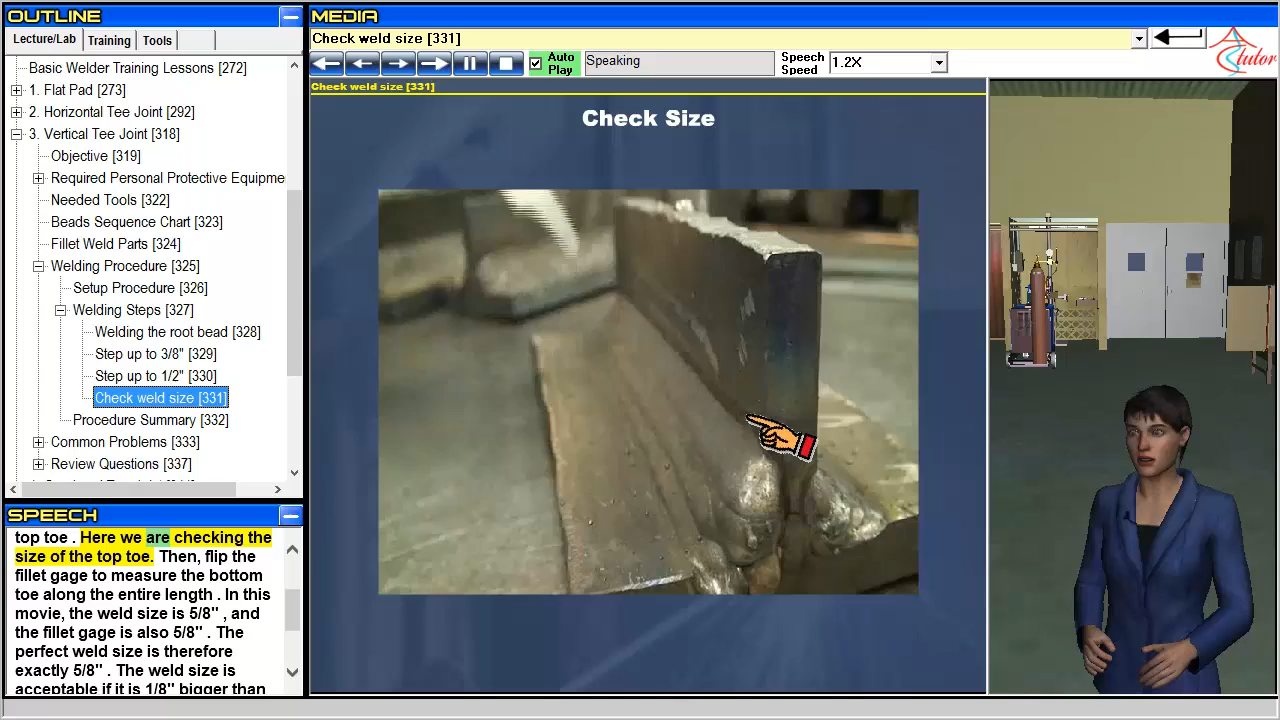 OUTLINE
Lecture/Lab
Training
Tools
Basic Welder Training Lessons [272]
1. Flat Pad [273]
2. Horizontal Tee Joint [292]
3. Vertical Tee Joint [318]
Objective [319]
Required Personal Protective Equipme
Needed Tools [322]
Beads Sequence Chart [323]
Fillet Weld Parts [324]
Welding Procedure [325]
Setup Procedure [326]
Welding Steps [327]
Welding the root bead [328]
Step up to 3/8" [329]
Step up to 1/2" [330]
Check weld size [331]
Procedure Summary [332]
Common Problems [333]
Review Questions [337]
SPEECH
top toe . Here we are checking the
size of the top toe. Then, flip the
fillet gage to measure the bottom
toe along the entire length . In this
movie, the weld size is 5/8" , and
the fillet gage is also 5/8" . The
perfect weld size is therefore
exactly 5/8" . The weld size is
acceptable if it is 1/8" bigger than
MEDIA
Check weld size [331]
Auto
Play
Speaking
Speech
Speed
1.2X
tutor
Check weld size [331]
Check Size